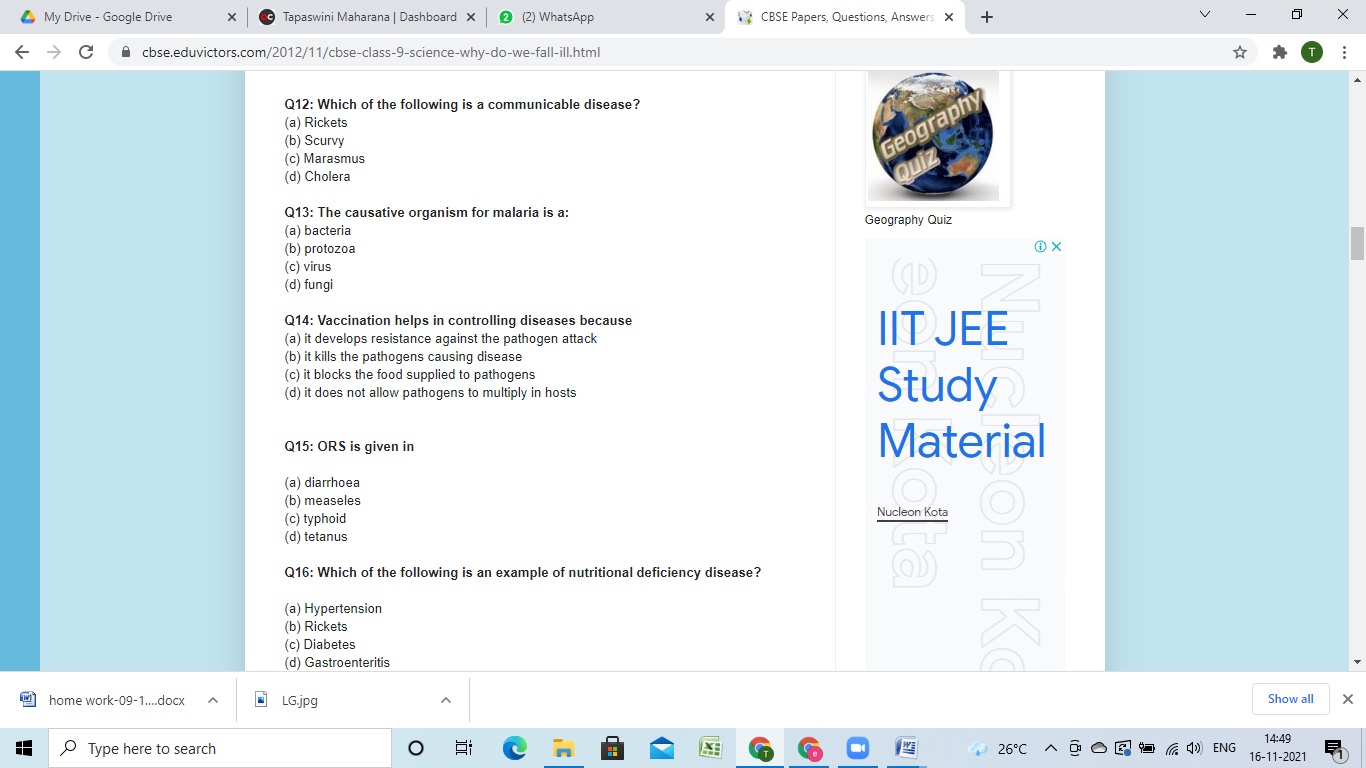 My Drive - Google Drive
Tapaswini Maharana | Dashboard
(2) WhatsApp
CBSE Papers, Questions, Answers
cbse.eduvictors.com/2012/11/cbse-class-9-science-why-do-we-fall-ill.html
T
Q12: Which of the following is a communicable disease?
(a) Rickets
(b) Scurvy
(c) Marasmus
(d) Cholera
Q13: The causative organism for malaria is a:
(a) bacteria
(b) protozoa
(c) virus
(d) fungi
Q14: Vaccination helps in controlling diseases because
(a) it develops resistance against the pathogen attack
(b) it kills the pathogens causing disease
(c) it blocks the food supplied to pathogens
(d) it does not allow pathogens to multiply in hosts
Q15: ORS is given in
(a) diarrhoea
(b) measeles
(c) typhoid
(d) tetanus
Q16: Which of the following is an example of nutritional deficiency disease?
(a) Hypertension
(b) Rickets
(c) Diabetes
(d) Gastroenteritis
Geography
Quiz
Geography Quiz
IIT JEE
Study
Material
Nucleon Kota
Nucleon Ko
een Kota
home work-09-1....docx
LG.jpg
Show all
Type here to search
26°C
ENG
14:49
16-11-2021
1